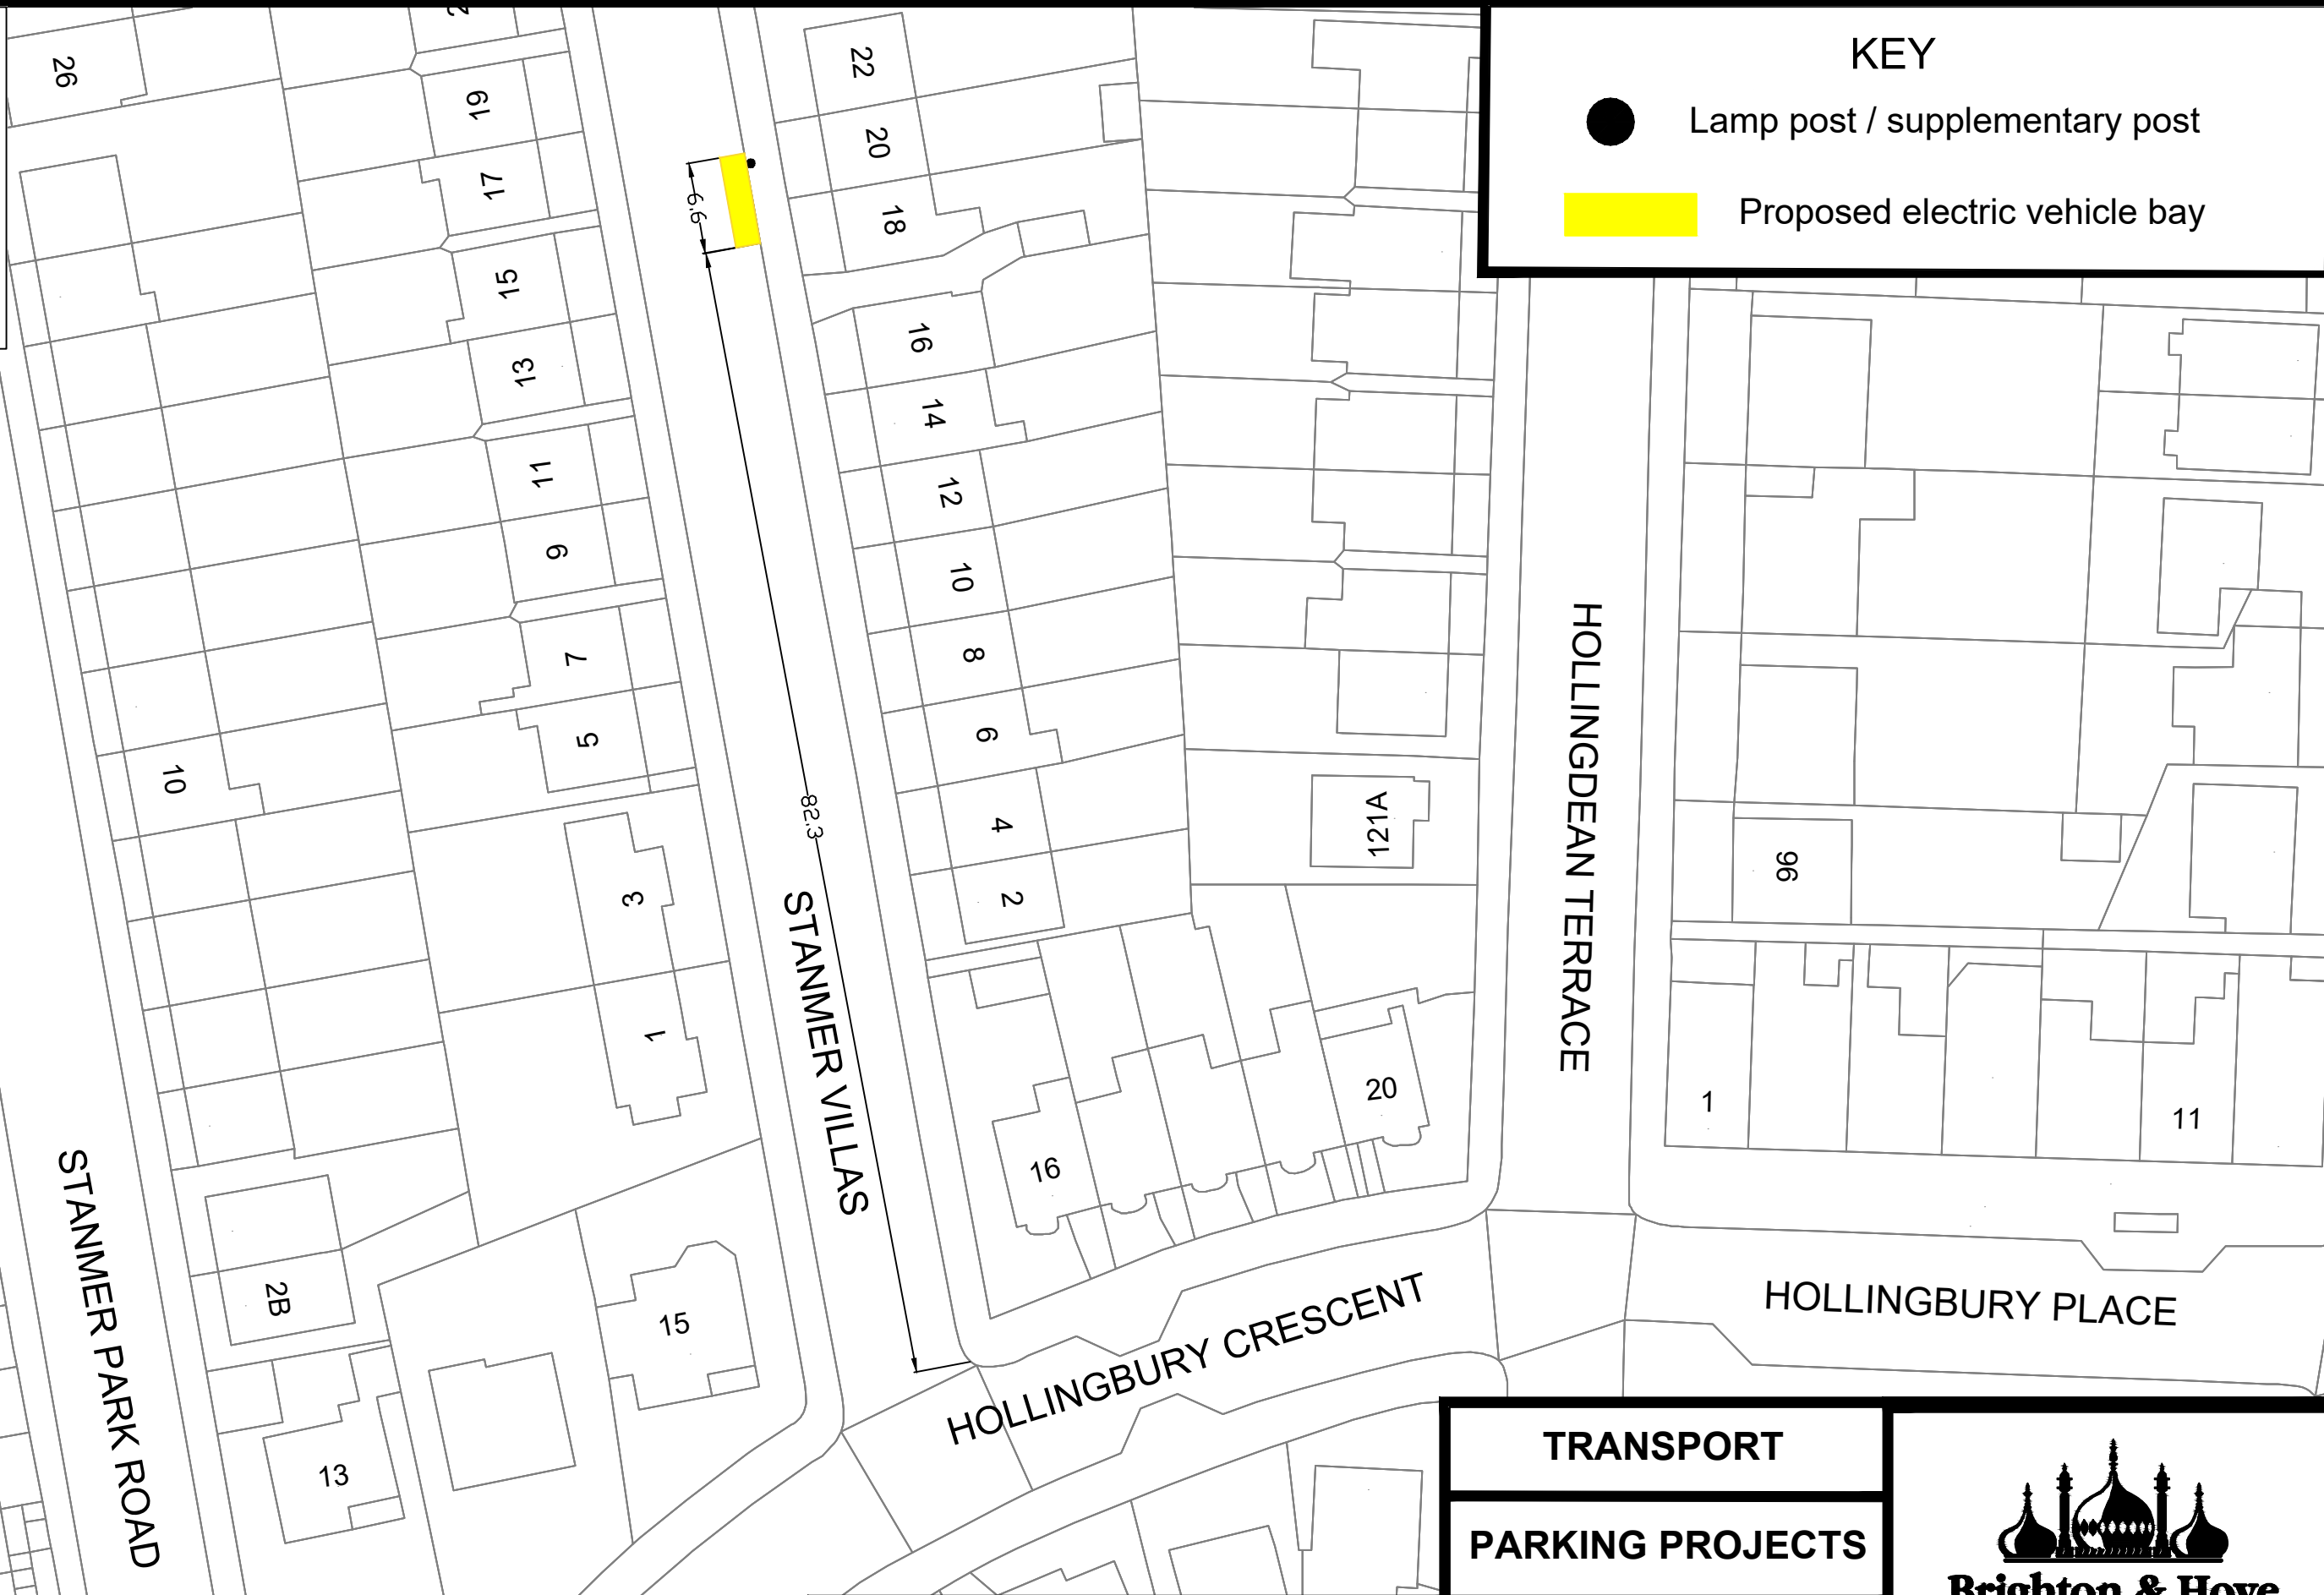 KEY
Lamp post / supplementary post
Proposed electric vehicle bay
26
19
17
15
13
11
9
7
5
3
1
22
20
18
16
14
12
10
8
6
4
2
6.6
82.3
10
2B
13
15
16
20
121A
96
1
11
STANMER PARK ROAD
STANMER VILLAS
HOLLINGDEAN TERRACE
HOLLINGBURY CRESCENT
HOLLINGBURY PLACE
TRANSPORT
PARKING PROJECTS
Brighton & Hove